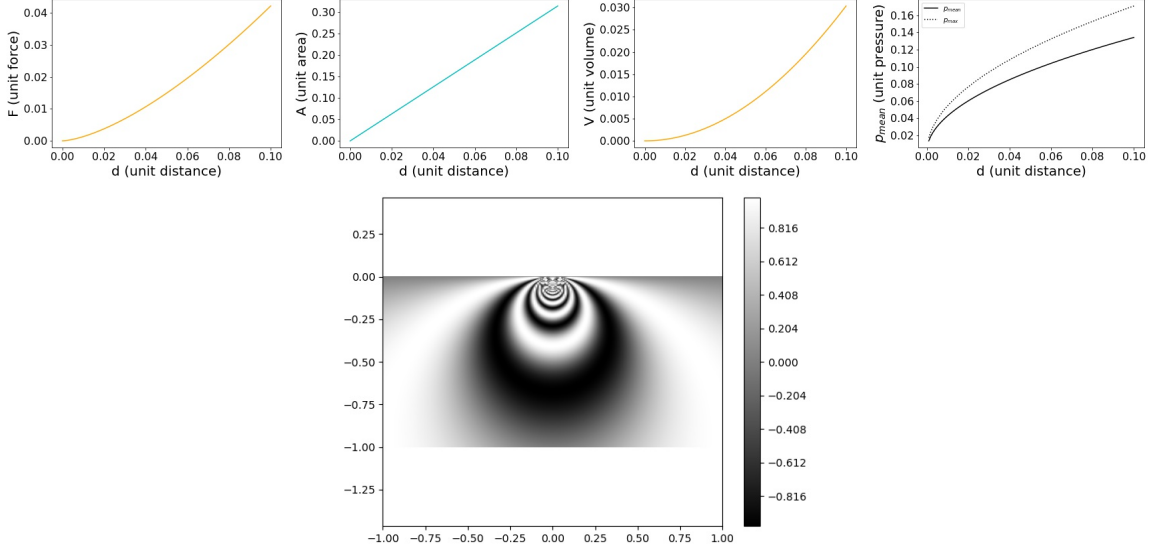 F (unit force)
0.04
0.03
0.02
0.01
0.00
0.00 0.02 0.04 0.06 0.08 0.10
d (unit distance)
A (unit area)
0.30
0.25
0.20
0.15
0.10
0.05
0.00
0.00 0.02 0.04 0.06 0.08 0.10
d (unit distance)
V (unit volume)
0.030
0.025
0.020
0.015
0.010
0.005
0.000
0.00 0.02 0.04 0.06 0.08 0.10
d (unit distance)
p_mean (unit pressure)
0.16
0.14
0.12
0.10
0.08
0.06
0.04
0.02
p_mean
p_max
0.00 0.02 0.04 0.06 0.08 0.10
d (unit distance)
0.25
0.00
−0.25
−0.50
−0.75
−1.00
−1.25
−1.00 −0.75 −0.50 −0.25 0.00 0.25 0.50 0.75 1.00
0.816
0.612
0.408
0.204
0.000
−0.204
−0.408
−0.612
−0.816